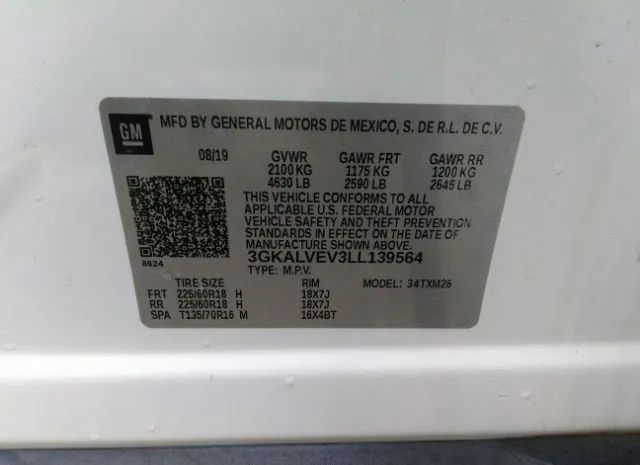 GM
MFD BY GENERAL MOTORS DE MEXICO, S. DE R.L. DE C.V.
08/19 GVWR GAWR FRT GAWR RR
2100 KG 1175 KG 1200 KG
4630 LB 2590 LB 2645 LB
THIS VEHICLE CONFORMS TO ALL
APPLICABLE U.S. FEDERAL MOTOR
VEHICLE SAFETY AND THEFT PREVENTION
STANDARDS IN EFFECT ON THE DATE OF
MANUFACTURE SHOWN ABOVE.
8624 3GKALVEV3LL139564
TYPE: M.P.V.
TIRE SIZE RIM MODEL: 34TXM26
FRT 225/60R18 H 18X7J
RR 225/60R18 H 18X7J
SPA T135/70R16 M 16X4BT